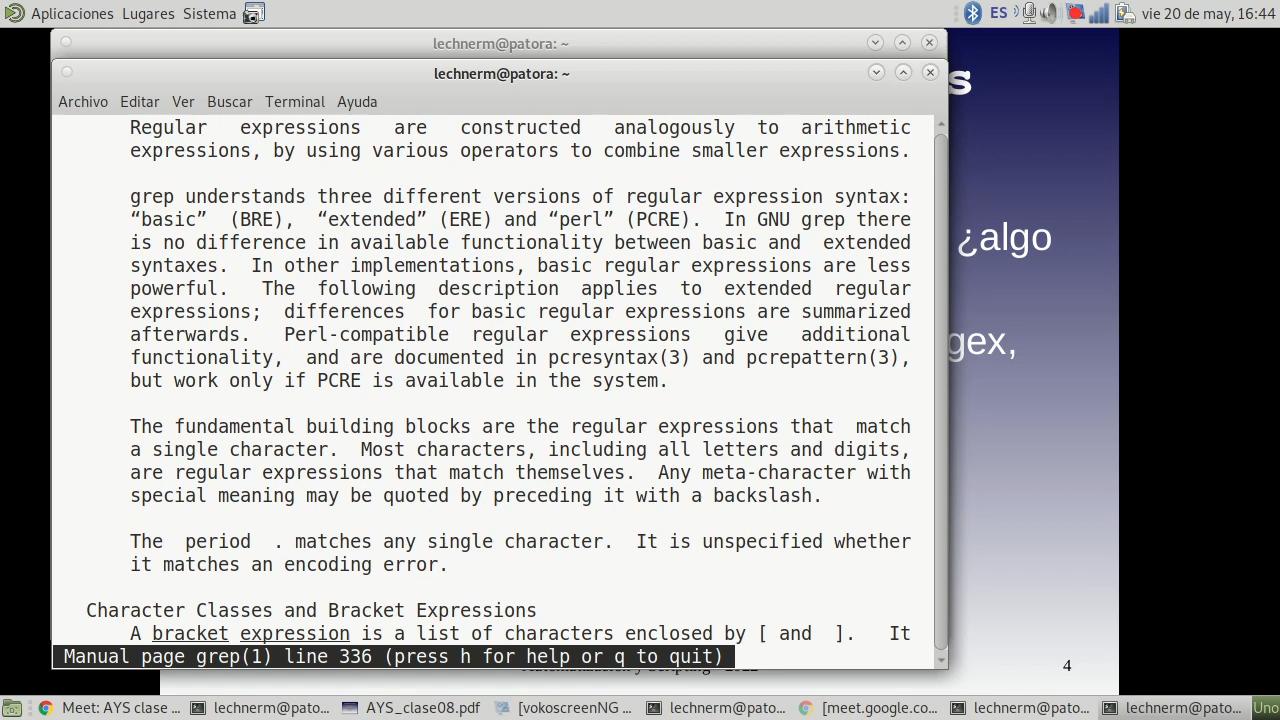 Aplicaciones Lugares Sistema ES vie 20 de may, 16:44
lechnerm@patora: ~
lechnerm@patora: ~
Archivo Editar Ver Buscar Terminal Ayuda
Regular expressions are constructed analogously to arithmetic
expressions, by using various operators to combine smaller expressions.
grep understands three different versions of regular expression syntax:
“basic” (BRE), “extended” (ERE) and “perl” (PCRE). In GNU grep there
is no difference in available functionality between basic and extended
syntaxes. In other implementations, basic regular expressions are less
powerful. The following description applies to extended regular
expressions; differences for basic regular expressions are summarized
afterwards. Perl-compatible regular expressions give additional
functionality, and are documented in pcresyntax(3) and pcrepattern(3),
but work only if PCRE is available in the system.
The fundamental building blocks are the regular expressions that match
a single character. Most characters, including all letters and digits,
are regular expressions that match themselves. Any meta-character with
special meaning may be quoted by preceding it with a backslash.
The period . matches any single character. It is unspecified whether
it matches an encoding error.
Character Classes and Bracket Expressions
A bracket expression is a list of characters enclosed by [ and ]. It
Manual page grep(1) line 336 (press h for help or q to quit)
s
¿algo
gex,
4
Meet: AYS clase ... lechnerm@pato... AYS_clase08.pdf [vokoscreenNG ... lechnerm@pato... [meet.google.co... lechnerm@pato... lechnerm@pato... Uno